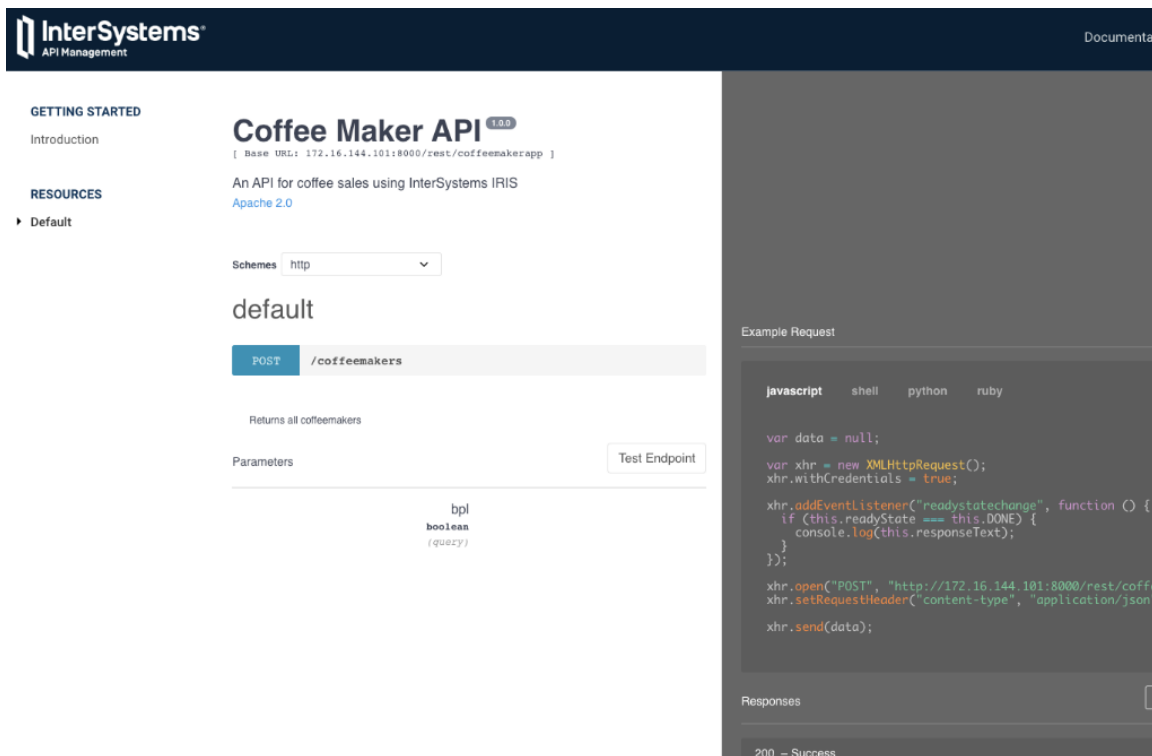 InterSystems®
API Management
GETTING STARTED
Introduction
RESOURCES
Default
Coffee Maker API 1.0.0
[ Base URL: 172.16.144.101:8000/rest/coffeemakerapp ]
An API for coffee sales using InterSystems IRIS
Apache 2.0
Schemes http
default
POST /coffeemakers
Returns all coffeemakers
Parameters
Test Endpoint
bpl
boolean
(query)
Documenta
Example Request
javascript shell python ruby
var data = null;
var xhr = new XMLHttpRequest();
xhr.withCredentials = true;
xhr.addEventListener("readystatechange", function () {
if (this.readyState === this.DONE) {
console.log(this.responseText);
}
});
xhr.open("POST", "http://172.16.144.101:8000/rest/coff
xhr.setRequestHeader("content-type", "application/json
xhr.send(data);
Responses
200 – Success